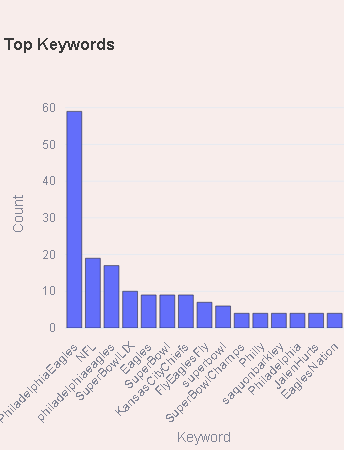 Top Keywords
60
50
40
30
20
10
0
Count
PhiladelphiaEagles
NFL
philadelphiaeagles
SuperBowlLIX
Eagles
SuperBowl
KansasCityChiefs
FlyEaglesFly
superbowl
SuperBowlChamps
Philly
saquonbarkley
Philadelphia
JalenHurts
EaglesNation
Keyword